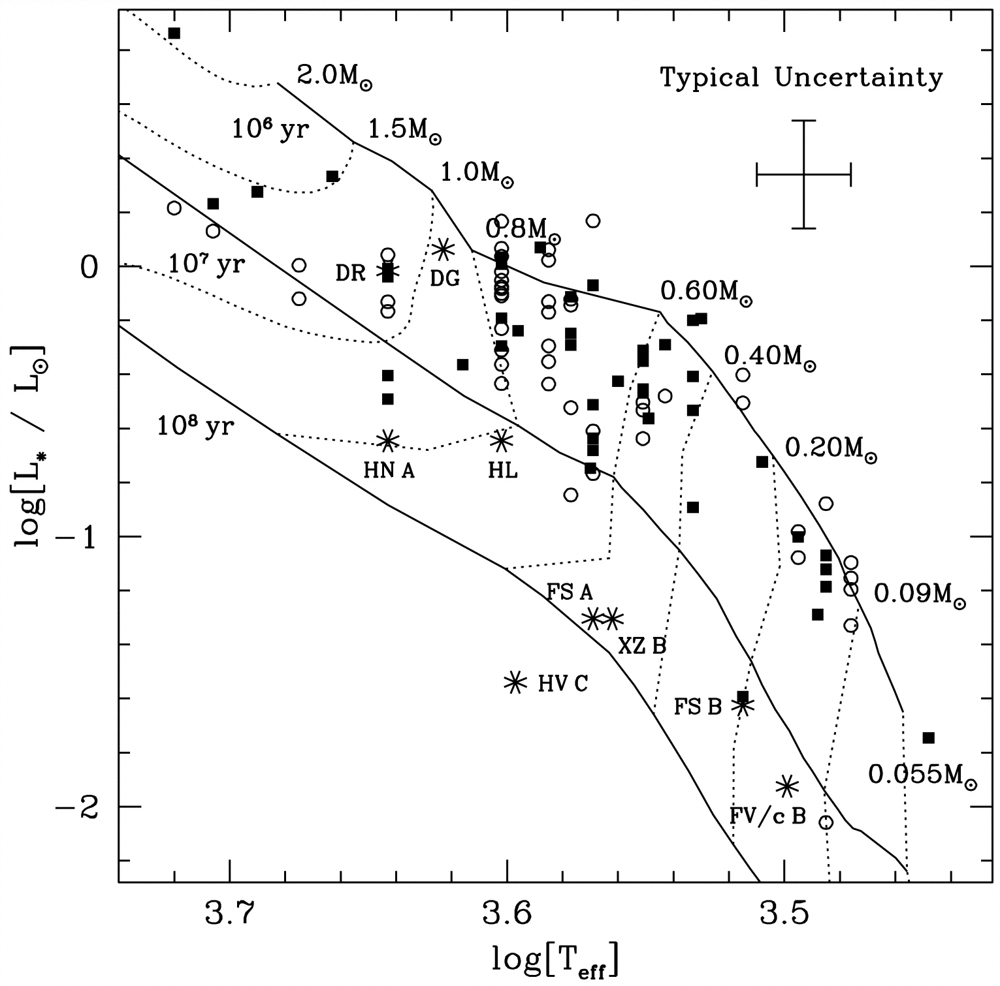 2.0M☉
Typical Uncertainty
10⁶ yr
1.5M☉
1.0M☉
0.8M☉
0
10⁷ yr
DR
DG
0.60M☉
0.40M☉
10⁸ yr
0.20M☉
HN A
HL
log[L* / L☉]
−1
FS A
0.09M☉
XZ B
HV C
FS B
0.055M☉
−2
FV/c B
3.7 3.6 3.5
log[Teff]